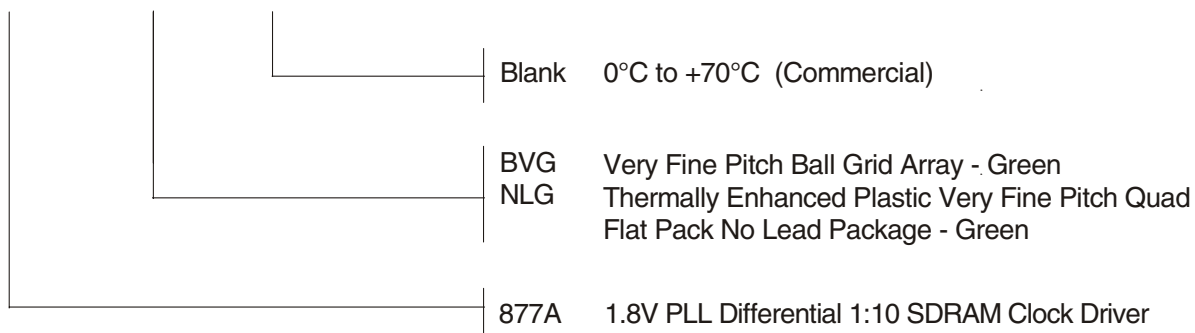 Blank 0°C to +70°C (Commercial)
BVG Very Fine Pitch Ball Grid Array - Green
NLG Thermally Enhanced Plastic Very Fine Pitch Quad
Flat Pack No Lead Package - Green
877A 1.8V PLL Differential 1:10 SDRAM Clock Driver